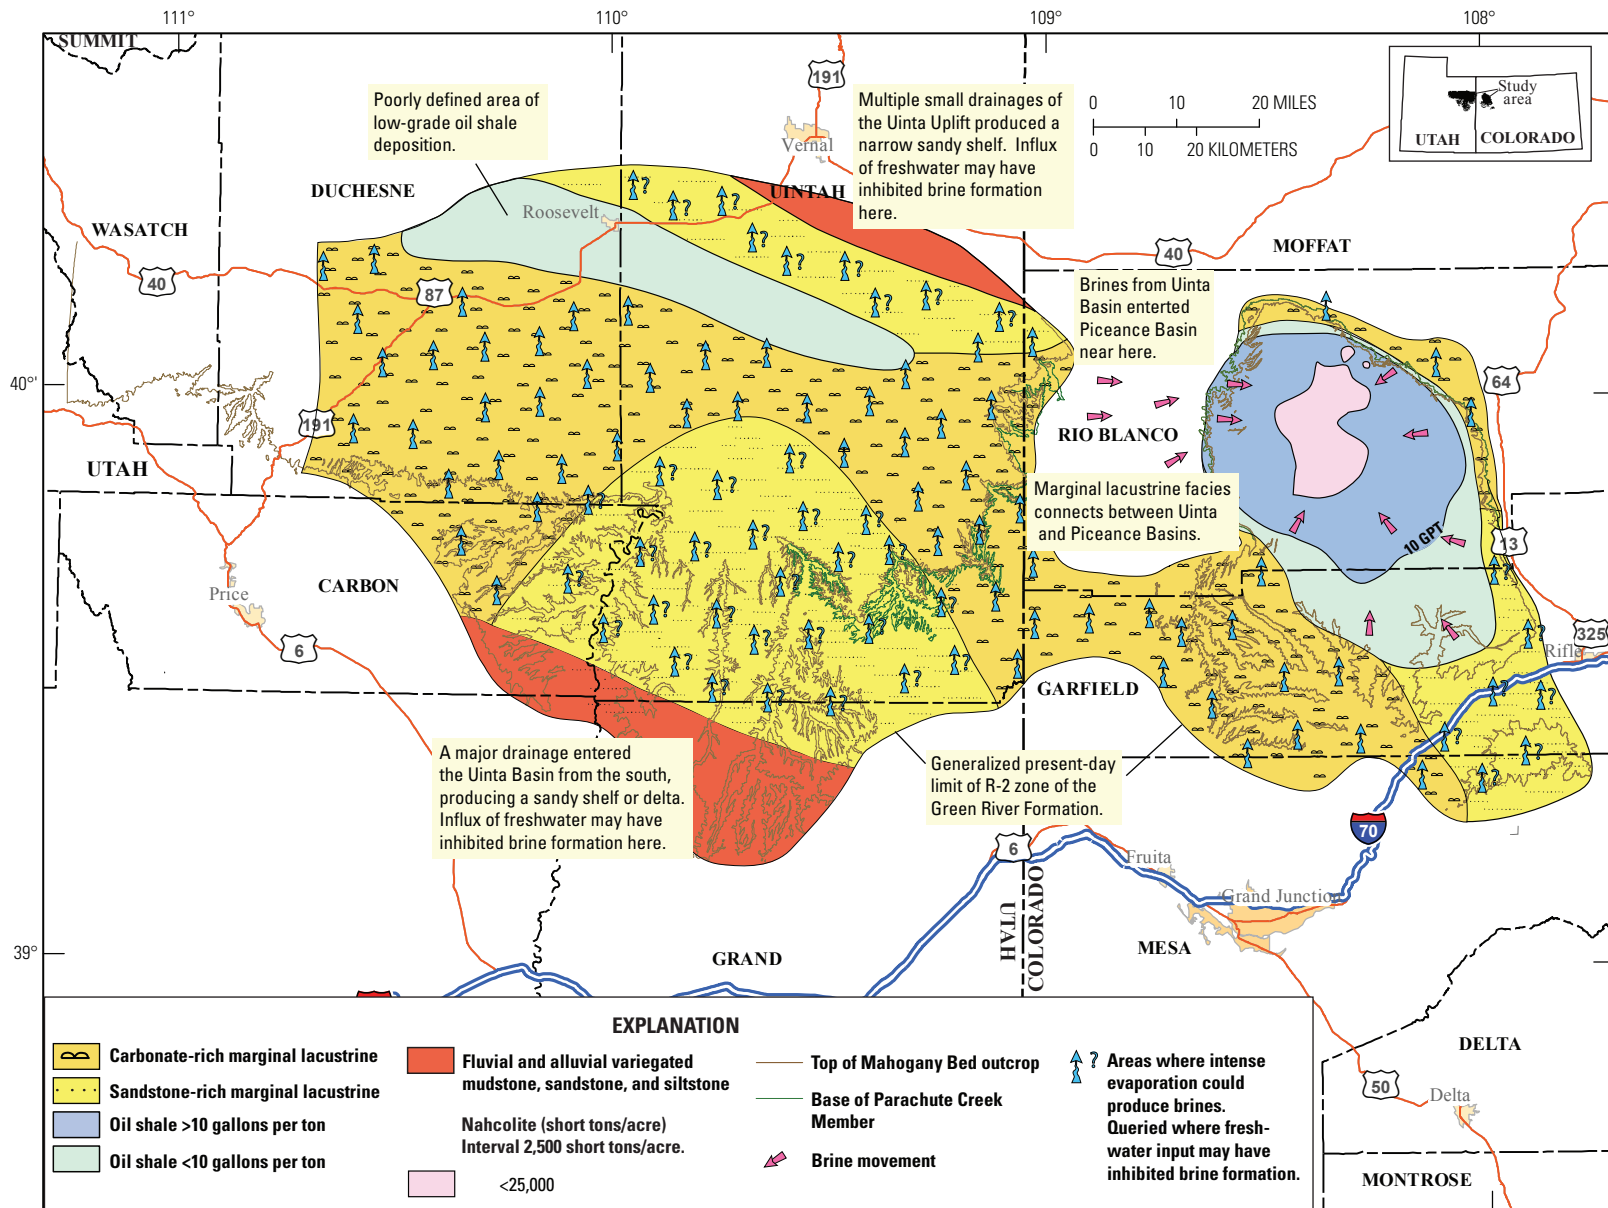 111°
110°
109°
108°
SUMMIT
191
Poorly defined area of
low-grade oil shale
deposition.
Multiple small drainages of
the Uinta Uplift produced a
narrow sandy shelf.  Influx
of freshwater may have
inhibited brine formation
here.
0 10 20 MILES
0 10 20 KILOMETERS
Study
area
UTAH
COLORADO
Vernal
DUCHESNE
UINTAH
Roosevelt
WASATCH
MOFFAT
40
40
87
Brines from Uinta
Basin enterted
Piceance Basin
near here.
40°'
64
191
RIO BLANCO
UTAH
Marginal lacustrine facies
connects between Uinta
and Piceance Basins.
10 GPT
13
CARBON
Price
6
325
Rifle
GARFIELD
A major drainage entered
the Uinta Basin from the south,
producing a sandy shelf or delta.
Influx of freshwater may have
inhibited brine formation here.
Generalized present-day
limit of R-2 zone of the
Green River Formation.
70
6
Fruita
Grand Junction
UTAH
COLORADO
MESA
39°
GRAND
DELTA
50
Delta
MONTROSE
EXPLANATION
Carbonate-rich marginal lacustrine
Sandstone-rich marginal lacustrine
Oil shale >10 gallons per ton
Oil shale <10 gallons per ton
Fluvial and alluvial variegated
mudstone, sandstone, and siltstone
Nahcolite (short tons/acre)
Interval 2,500 short tons/acre.
<25,000
Top of Mahogany Bed outcrop
Base of Parachute Creek
Member
Brine movement
? Areas where intense
evaporation could
produce brines.
Queried where fresh-
water input may have
inhibited brine formation.